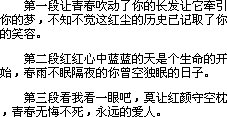 第一段让青春吹动了你的长发让它牵引
你的梦，不知不觉这红尘的历史已记取了你
的笑容。
第二段红红心中蓝蓝的天是个生命的开
始，春雨不眠隔夜的你曾空独眠的日子。
第三段看我看一眼吧，莫让红颜守空枕
，青春无悔不死，永远的爱人。